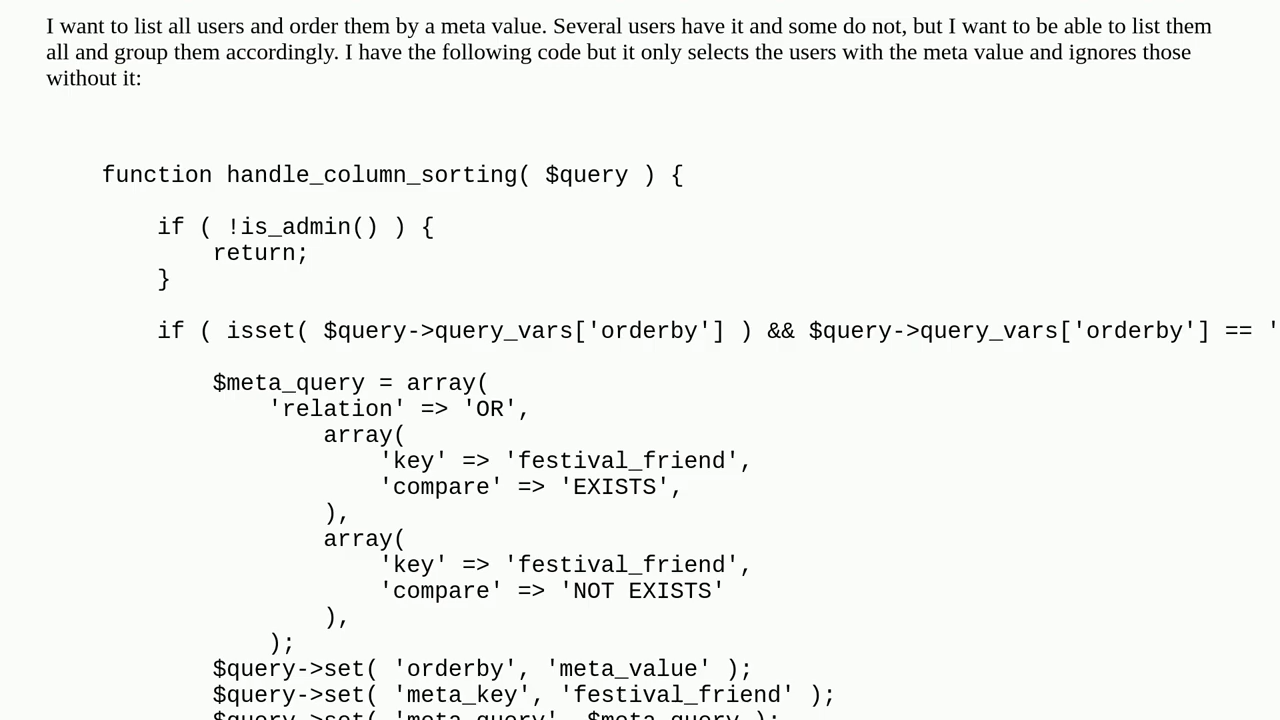 I want to list all users and order them by a meta value. Several users have it and some do not, but I want to be able to list them
all and group them accordingly. I have the following code but it only selects the users with the meta value and ignores those
without it:
function handle_column_sorting( $query ) {
if ( !is_admin() ) {
return;
}
if ( isset( $query->query_vars['orderby'] ) && $query->query_vars['orderby'] == '
$meta_query = array(
'relation' => 'OR',
array(
'key' => 'festival_friend',
'compare' => 'EXISTS',
),
array(
'key' => 'festival_friend',
'compare' => 'NOT EXISTS'
),
);
$query->set( 'orderby', 'meta_value' );
$query->set( 'meta_key', 'festival_friend' );
$query->set( 'meta_query', $meta_query );